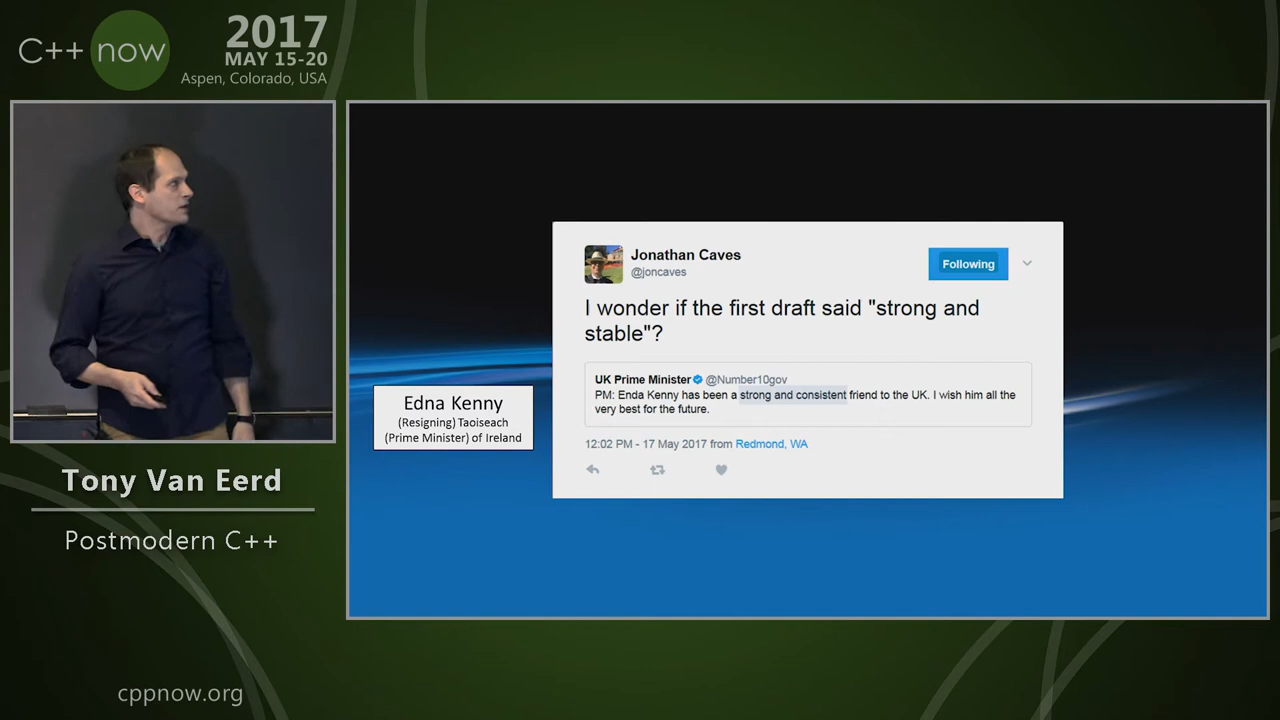 C++ now
2017
MAY 15-20
Aspen, Colorado, USA
Jonathan Caves
@joncaves
Following
I wonder if the first draft said "strong and
stable"?
UK Prime Minister @Number10gov
PM: Enda Kenny has been a strong and consistent friend to the UK. I wish him all the
very best for the future.
12:02 PM - 17 May 2017 from Redmond, WA
Edna Kenny
(Resigning) Taoiseach
(Prime Minister) of Ireland
Tony Van Eerd
Postmodern C++
cppnow.org